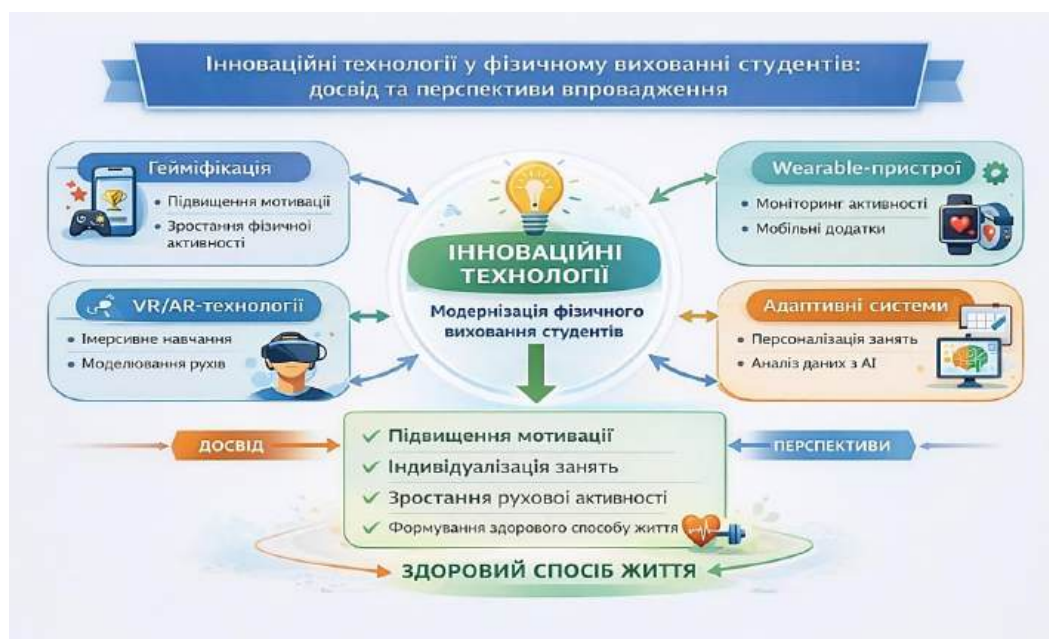 Інноваційні технології у фізичному вихованні студентів:
досвід та перспективи впровадження
Гейміфікація
• Підвищення мотивації
• Зростання фізичної
активності
VR/AR-технології
• Імерсивне навчання
• Моделювання рухів
ІННОВАЦІЙНІ
ТЕХНОЛОГІЇ
Модернізація фізичного
виховання студентів
Wearable-пристрої
• Моніторинг активності
• Мобільні додатки
Адаптивні системи
• Персоналізація занять
• Аналіз даних з AI
ДОСВІД
✓ Підвищення мотивації
✓ Індивідуалізація занять
✓ Зростання рухової активності
✓ Формування здорового способу життя
ПЕРСПЕКТИВИ
ЗДОРОВИЙ СПОСІБ ЖИТТЯ